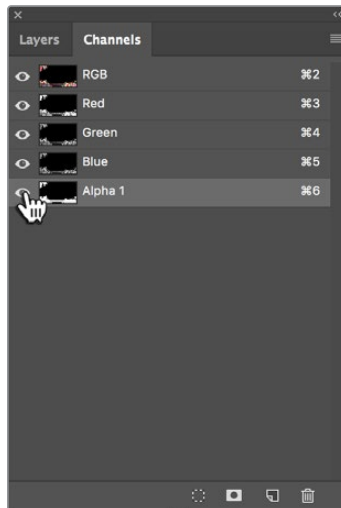 Layers Channels
RGB ⌘2
Red ⌘3
Green ⌘4
Blue ⌘5
Alpha 1 ⌘6